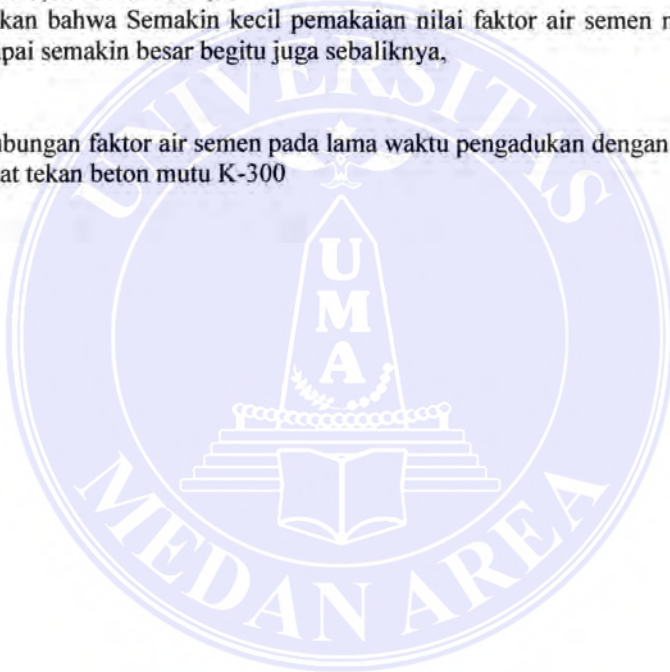 kan bahwa Semakin kecil pemakaian nilai faktor air semen
pai semakin besar begitu juga sebaliknya,
bungan faktor air semen pada lama waktu pengadukan dengan
at tekan beton mutu K-300
UNIVERSITAS
U
M
A
MEDAN AREA